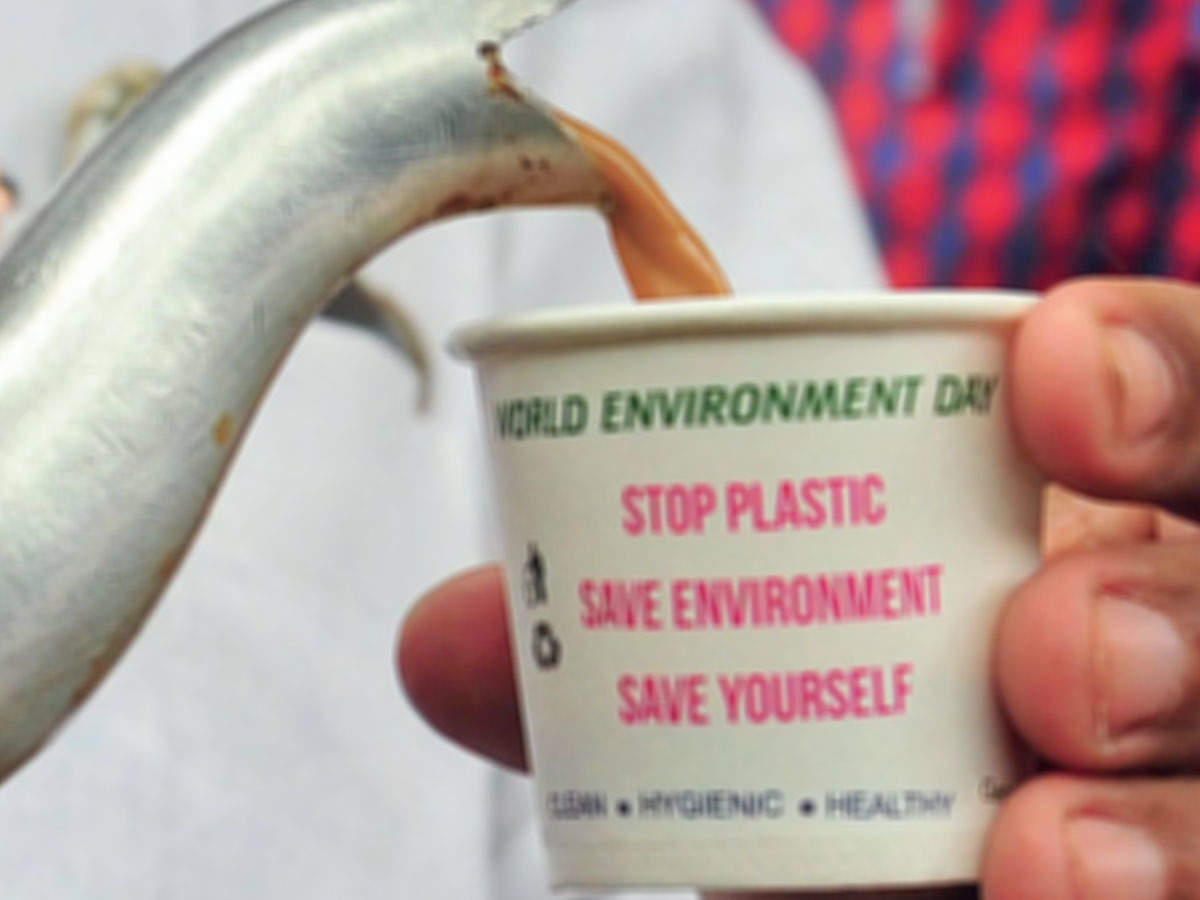 WORLD ENVIRONMENT DAY
STOP PLASTIC
SAVE ENVIRONMENT
SAVE YOURSELF
CLEAN • HYGIENIC • HEALTHY